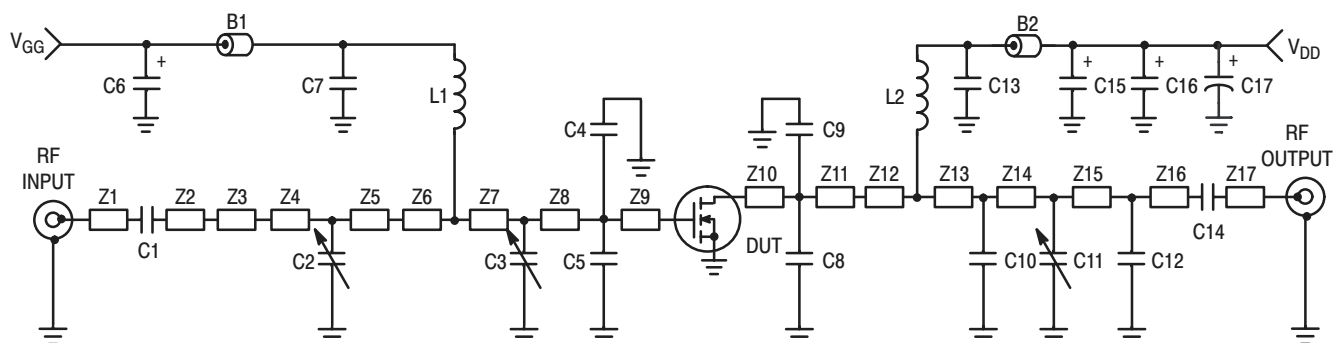 B1
B2
VGG
VDD
+
+
+
+
C6
C7
L1
L2
C13
C15
C16
C17
C4
C9
RF
INPUT
RF
OUTPUT
Z1
Z2
Z3
Z4
Z5
Z6
Z7
Z8
Z9
Z10
Z11
Z12
Z13
Z14
Z15
Z16
Z17
C1
C2
C3
C5
DUT
C8
C10
C11
C12
C14